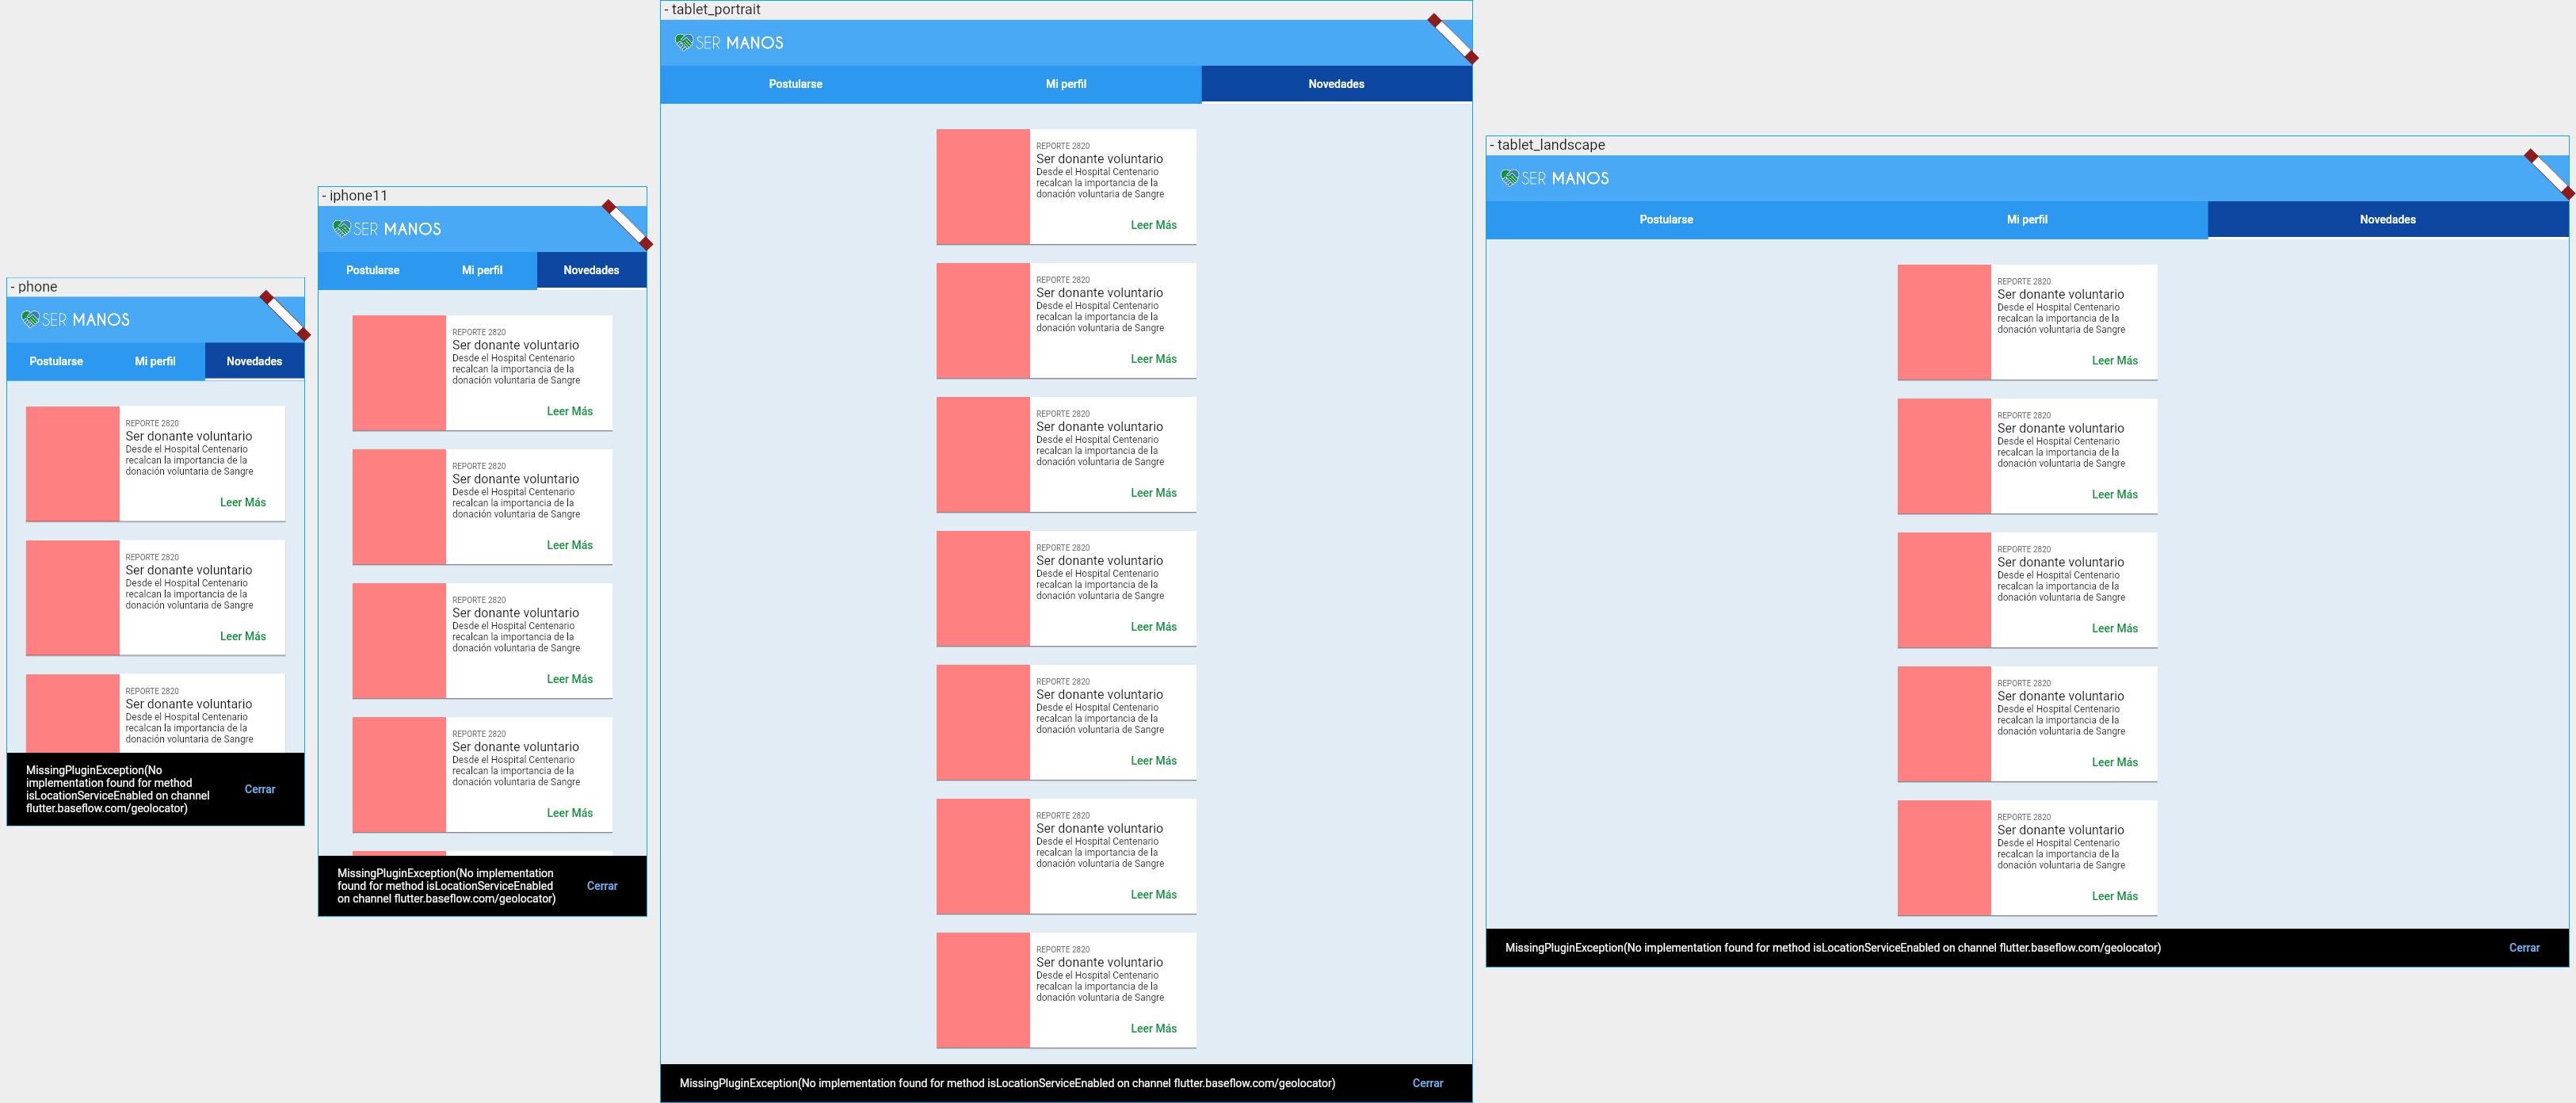 - phone
SER MANOS
Postularse
Mi perfil
Novedades
REPORTE 2820
Ser donante voluntario
Desde el Hospital Centenario
recalcan la importancia de la
donación voluntaria de Sangre
Leer Más
REPORTE 2820
Ser donante voluntario
Desde el Hospital Centenario
recalcan la importancia de la
donación voluntaria de Sangre
Leer Más
REPORTE 2820
Ser donante voluntario
Desde el Hospital Centenario
recalcan la importancia de la
donación voluntaria de Sangre
MissingPluginException(No
implementation found for method
isLocationServiceEnabled on channel
flutter.baseflow.com/geolocator)
Cerrar
- iphone11
SER MANOS
Postularse
Mi perfil
Novedades
REPORTE 2820
Ser donante voluntario
Desde el Hospital Centenario
recalcan la importancia de la
donación voluntaria de Sangre
Leer Más
REPORTE 2820
Ser donante voluntario
Desde el Hospital Centenario
recalcan la importancia de la
donación voluntaria de Sangre
Leer Más
REPORTE 2820
Ser donante voluntario
Desde el Hospital Centenario
recalcan la importancia de la
donación voluntaria de Sangre
Leer Más
REPORTE 2820
Ser donante voluntario
Desde el Hospital Centenario
recalcan la importancia de la
donación voluntaria de Sangre
Leer Más
MissingPluginException(No implementation
found for method isLocationServiceEnabled
on channel flutter.baseflow.com/geolocator)
Cerrar
- tablet_portrait
SER MANOS
Postularse
Mi perfil
Novedades
REPORTE 2820
Ser donante voluntario
Desde el Hospital Centenario
recalcan la importancia de la
donación voluntaria de Sangre
Leer Más
REPORTE 2820
Ser donante voluntario
Desde el Hospital Centenario
recalcan la importancia de la
donación voluntaria de Sangre
Leer Más
REPORTE 2820
Ser donante voluntario
Desde el Hospital Centenario
recalcan la importancia de la
donación voluntaria de Sangre
Leer Más
REPORTE 2820
Ser donante voluntario
Desde el Hospital Centenario
recalcan la importancia de la
donación voluntaria de Sangre
Leer Más
REPORTE 2820
Ser donante voluntario
Desde el Hospital Centenario
recalcan la importancia de la
donación voluntaria de Sangre
Leer Más
REPORTE 2820
Ser donante voluntario
Desde el Hospital Centenario
recalcan la importancia de la
donación voluntaria de Sangre
Leer Más
REPORTE 2820
Ser donante voluntario
Desde el Hospital Centenario
recalcan la importancia de la
donación voluntaria de Sangre
Leer Más
MissingPluginException(No implementation found for method isLocationServiceEnabled on channel flutter.baseflow.com/geolocator)
Cerrar
- tablet_landscape
SER MANOS
Postularse
Mi perfil
Novedades
REPORTE 2820
Ser donante voluntario
Desde el Hospital Centenario
recalcan la importancia de la
donación voluntaria de Sangre
Leer Más
REPORTE 2820
Ser donante voluntario
Desde el Hospital Centenario
recalcan la importancia de la
donación voluntaria de Sangre
Leer Más
REPORTE 2820
Ser donante voluntario
Desde el Hospital Centenario
recalcan la importancia de la
donación voluntaria de Sangre
Leer Más
REPORTE 2820
Ser donante voluntario
Desde el Hospital Centenario
recalcan la importancia de la
donación voluntaria de Sangre
Leer Más
REPORTE 2820
Ser donante voluntario
Desde el Hospital Centenario
recalcan la importancia de la
donación voluntaria de Sangre
Leer Más
MissingPluginException(No implementation found for method isLocationServiceEnabled on channel flutter.baseflow.com/geolocator)
Cerrar